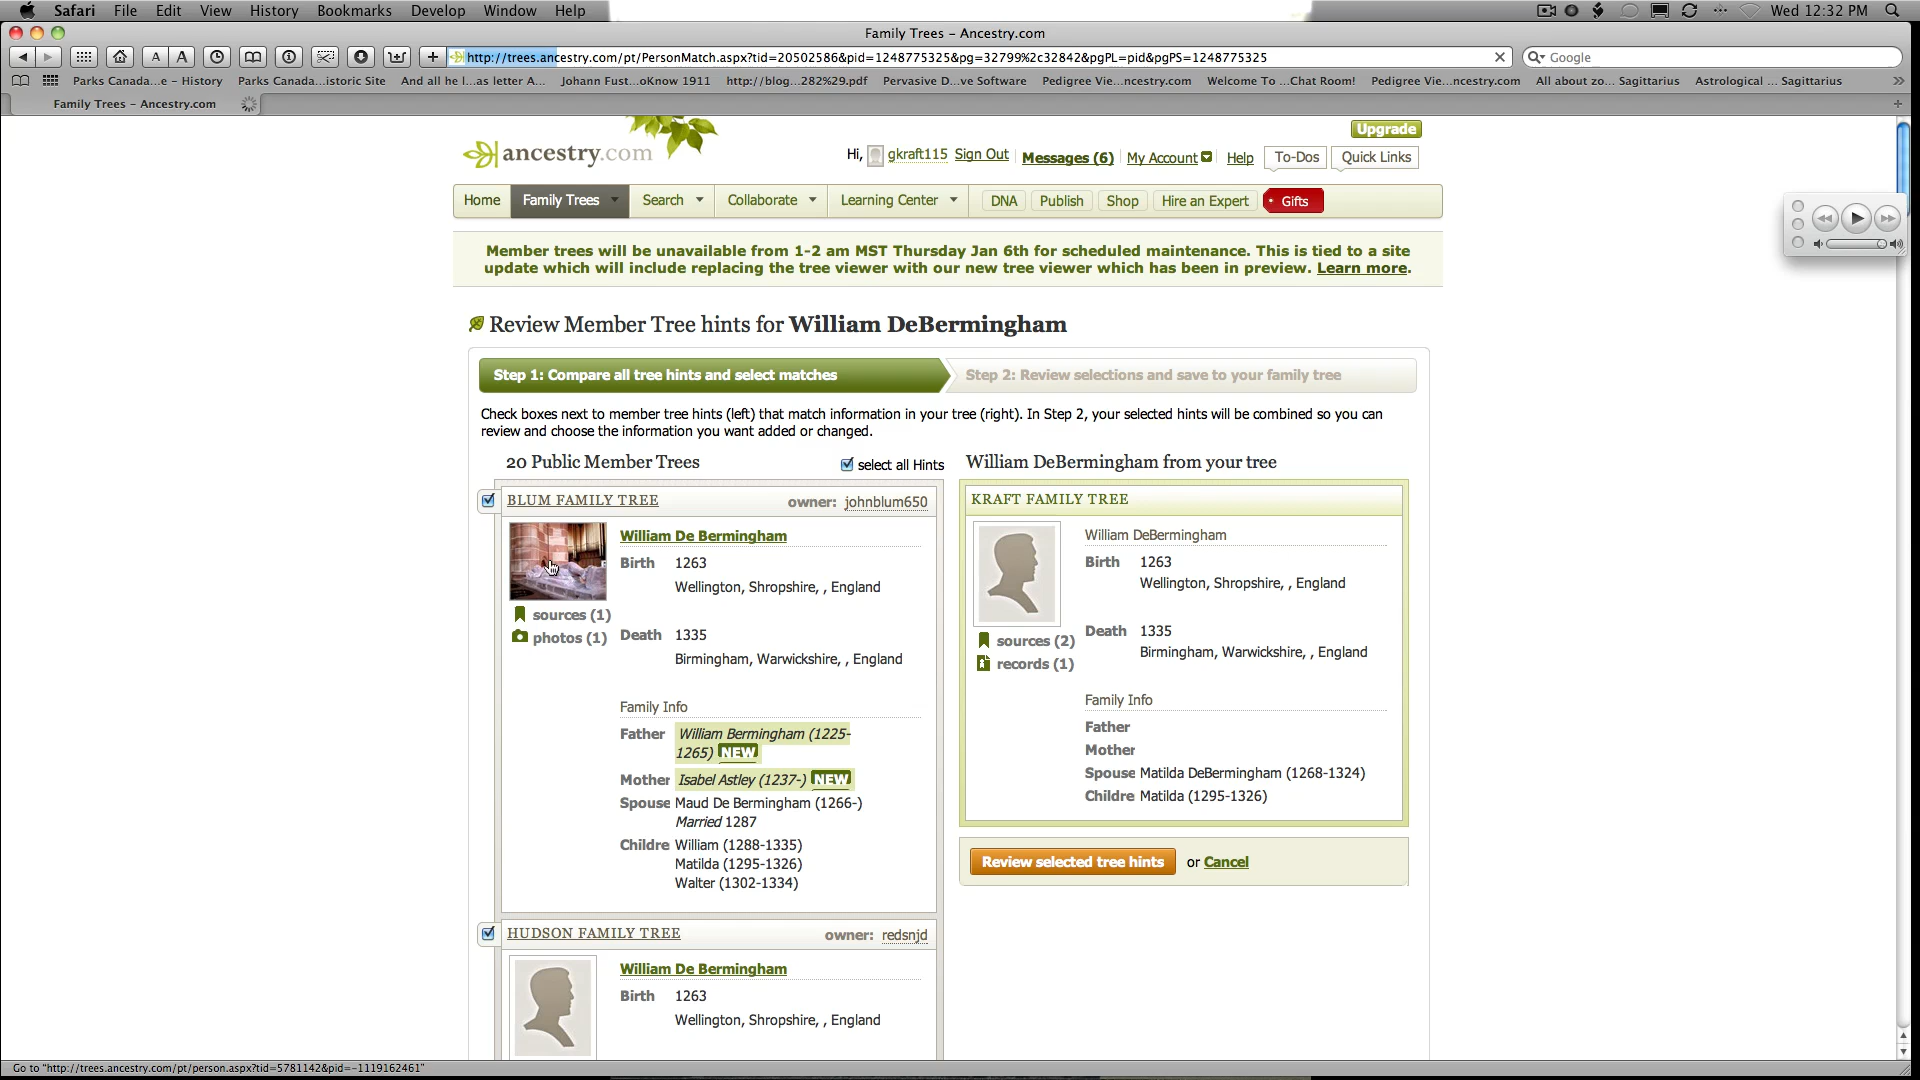 Safari File Edit View History Bookmarks Develop Window Help Wed 12:32 PM
Family Trees - Ancestry.com
A A http://trees.ancestry.com/pt/PersonMatch.aspx?tid=20502586&pid=1248775325&pg=32799%2c32842&pgPL=pid&pgPS=1248775325 Google
Parks Canada...e - History Parks Canada...istoric Site And all he l...as letter A... Johann Fust...oKnow 1911 http://blog...282%29.pdf Pervasive D...ve Software Pedigree Vie...ncestry.com Welcome To ...Chat Room! Pedigree Vie...ncestry.com All about zo... Sagittarius Astrological ... Sagittarius
Family Trees - Ancestry.com
Upgrade
ancestry.com
Hi, gkraft115 Sign Out Messages (6) My Account Help To-Dos Quick Links
Home Family Trees Search Collaborate Learning Center DNA Publish Shop Hire an Expert Gifts
Member trees will be unavailable from 1-2 am MST Thursday Jan 6th for scheduled maintenance. This is tied to a site
update which will include replacing the tree viewer with our new tree viewer which has been in preview. Learn more.
Review Member Tree hints for William DeBermingham
Step 1: Compare all tree hints and select matches
Step 2: Review selections and save to your family tree
Check boxes next to member tree hints (left) that match information in your tree (right). In Step 2, your selected hints will be combined so you can
review and choose the information you want added or changed.
20 Public Member Trees select all Hints
BLUM FAMILY TREE owner: johnblum650
William De Bermingham
Birth 1263
Wellington, Shropshire, , England
sources (1)
photos (1)
Death 1335
Birmingham, Warwickshire, , England
Family Info
Father William Bermingham (1225-
1265) NEW
Mother Isabel Astley (1237-) NEW
Spouse Maud De Bermingham (1266-)
Married 1287
Childre William (1288-1335)
Matilda (1295-1326)
Walter (1302-1334)
HUDSON FAMILY TREE owner: redsnjd
William De Bermingham
Birth 1263
Wellington, Shropshire, , England
William DeBermingham from your tree
KRAFT FAMILY TREE
William DeBermingham
Birth 1263
Wellington, Shropshire, , England
Death 1335
Birmingham, Warwickshire, , England
sources (2)
records (1)
Family Info
Father
Mother
Spouse Matilda DeBermingham (1268-1324)
Childre Matilda (1295-1326)
Review selected tree hints or Cancel
Go to "http://trees.ancestry.com/pt/person.aspx?tid=5781142&pid=-1119162461"